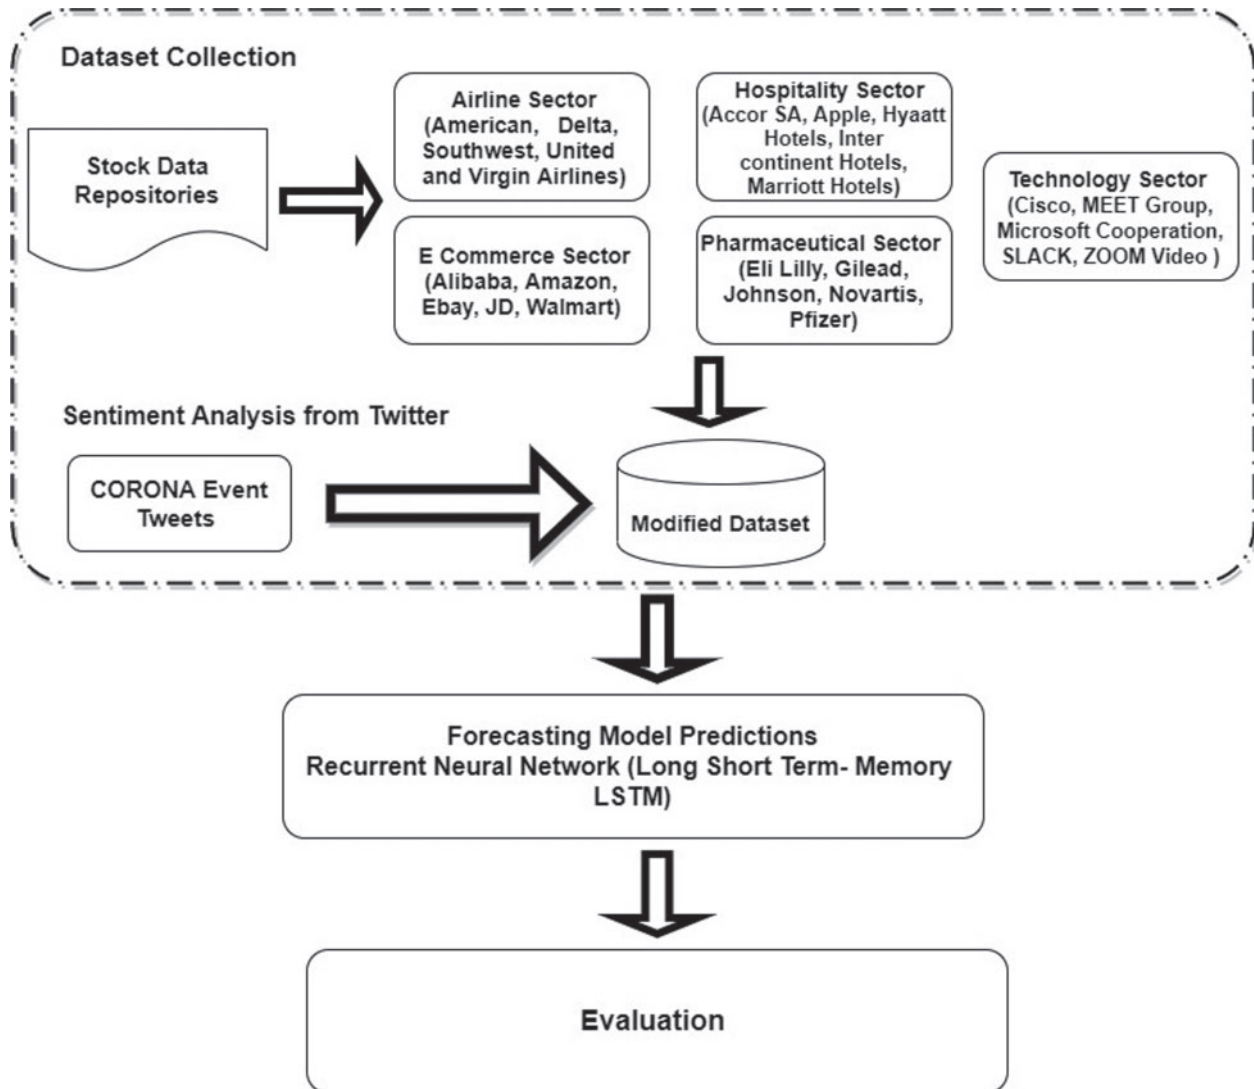 Dataset Collection
Stock Data
Repositories
Airline Sector
(American, Delta,
Southwest, United
and Virgin Airlines)
Hospitality Sector
(Accor SA, Apple, Hyaatt
Hotels, Inter
continent Hotels,
Marriott Hotels)
Technology Sector
(Cisco, MEET Group,
Microsoft Cooperation,
SLACK, ZOOM Video )
E Commerce Sector
(Alibaba, Amazon,
Ebay, JD, Walmart)
Pharmaceutical Sector
(Eli Lilly, Gilead,
Johnson, Novartis,
Pfizer)
Sentiment Analysis from Twitter
CORONA Event
Tweets
Modified Dataset
Forecasting Model Predictions
Recurrent Neural Network (Long Short Term- Memory
LSTM)
Evaluation